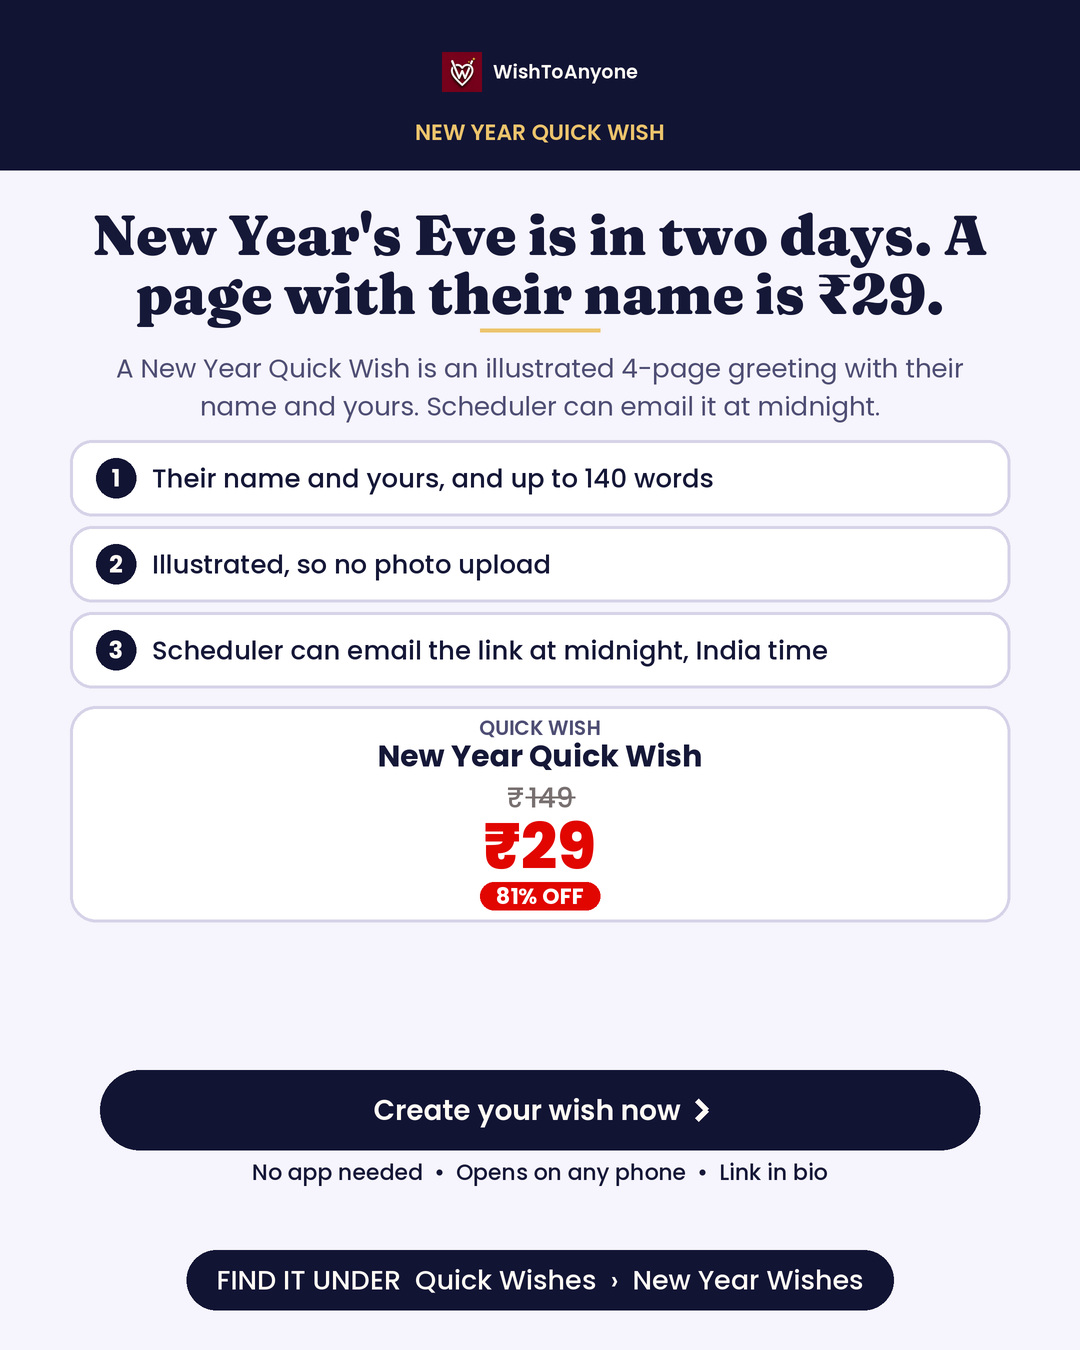 WishToAnyone
NEW YEAR QUICK WISH
New Year's Eve is in two days. A
page with their name is ₹29.
A New Year Quick Wish is an illustrated 4-page greeting with their
name and yours. Scheduler can email it at midnight.
1 Their name and yours, and up to 140 words
2 Illustrated, so no photo upload
3 Scheduler can email the link at midnight, India time
QUICK WISH
New Year Quick Wish
₹149
₹29
81% OFF
Create your wish now ›
No app needed • Opens on any phone • Link in bio
FIND IT UNDER Quick Wishes › New Year Wishes